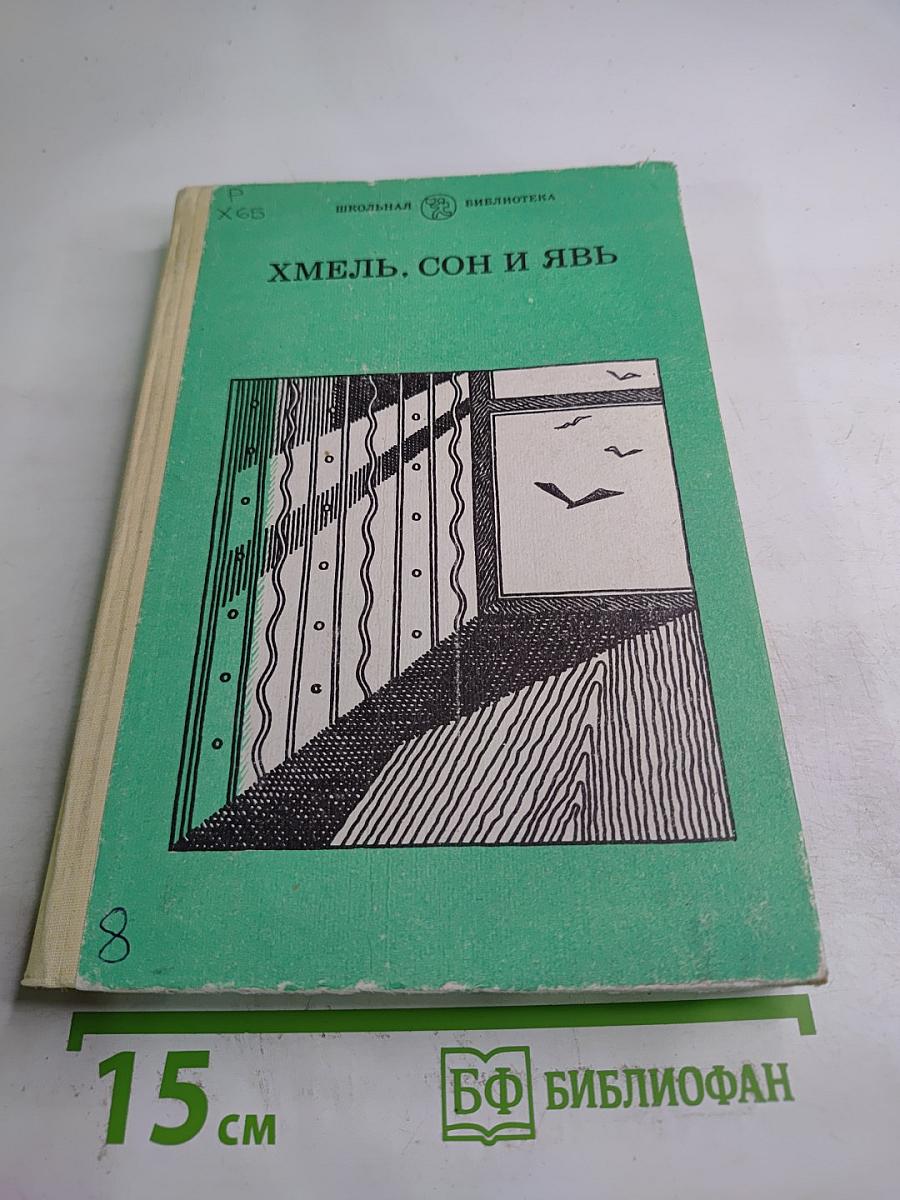 Р
Х65
ШКОЛЬНАЯ БИБЛИОТЕКА
ХМЕЛЬ. СОН И ЯВЬ
8
15 см
БФ БИБЛИОФАН